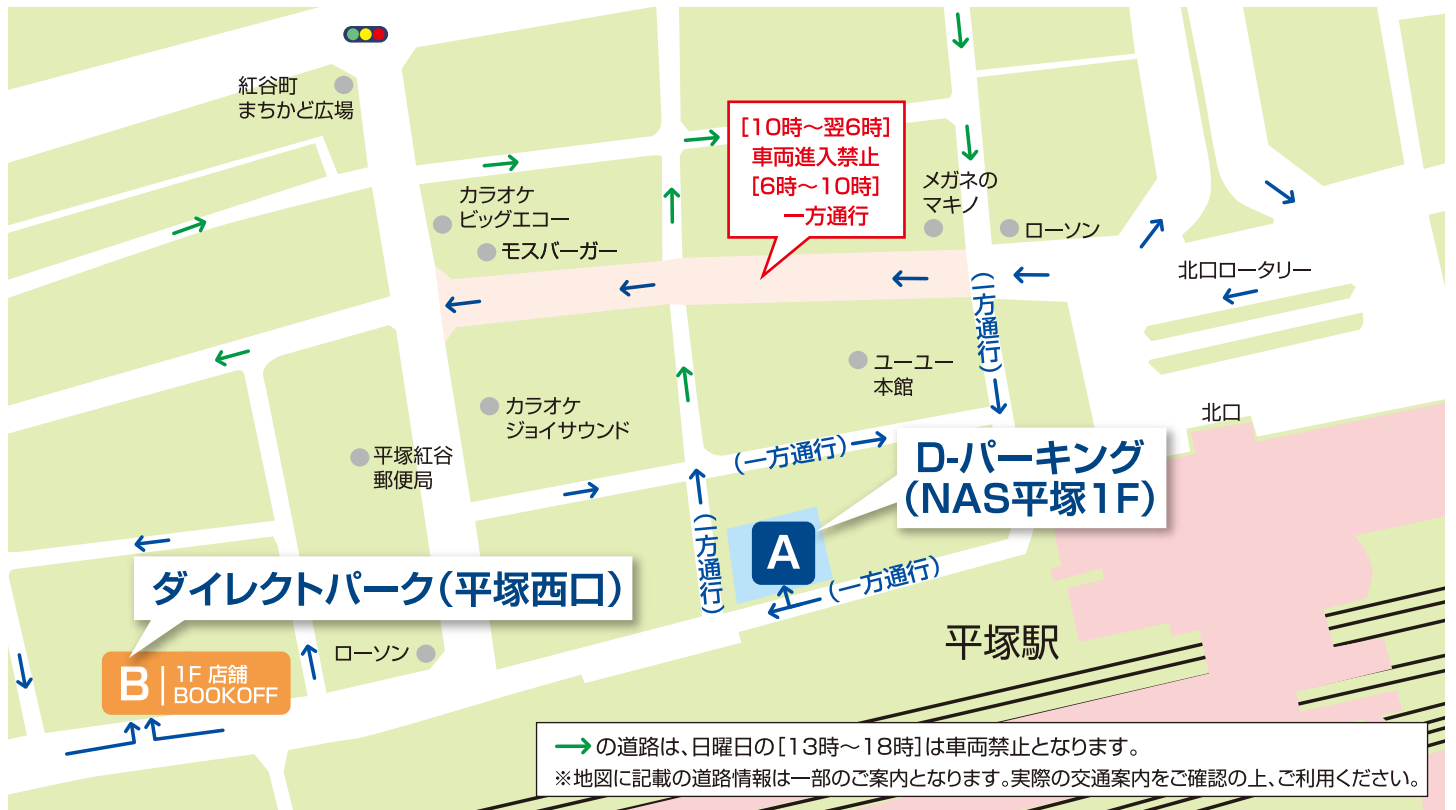 紅谷町
まちかど広場
[10時～翌6時]
車両進入禁止
[6時～10時]
一方通行
カラオケ
ビッグエコー
モスバーガー
メガネの
マキノ
ローソン
北口ロータリー
(一方通行)
ユーユー
本館
北口
カラオケ
ジョイサウンド
平塚紅谷
郵便局
(一方通行)
D-パーキング
(NAS平塚1F)
(一方通行)
A
(一方通行)
ダイレクトパーク(平塚西口)
平塚駅
ローソン
B
1F 店舗
BOOKOFF
の道路は、日曜日の[13時～18時]は車両禁止となります。
※地図に記載の道路情報は一部のご案内となります。実際の交通案内をご確認の上、ご利用ください。